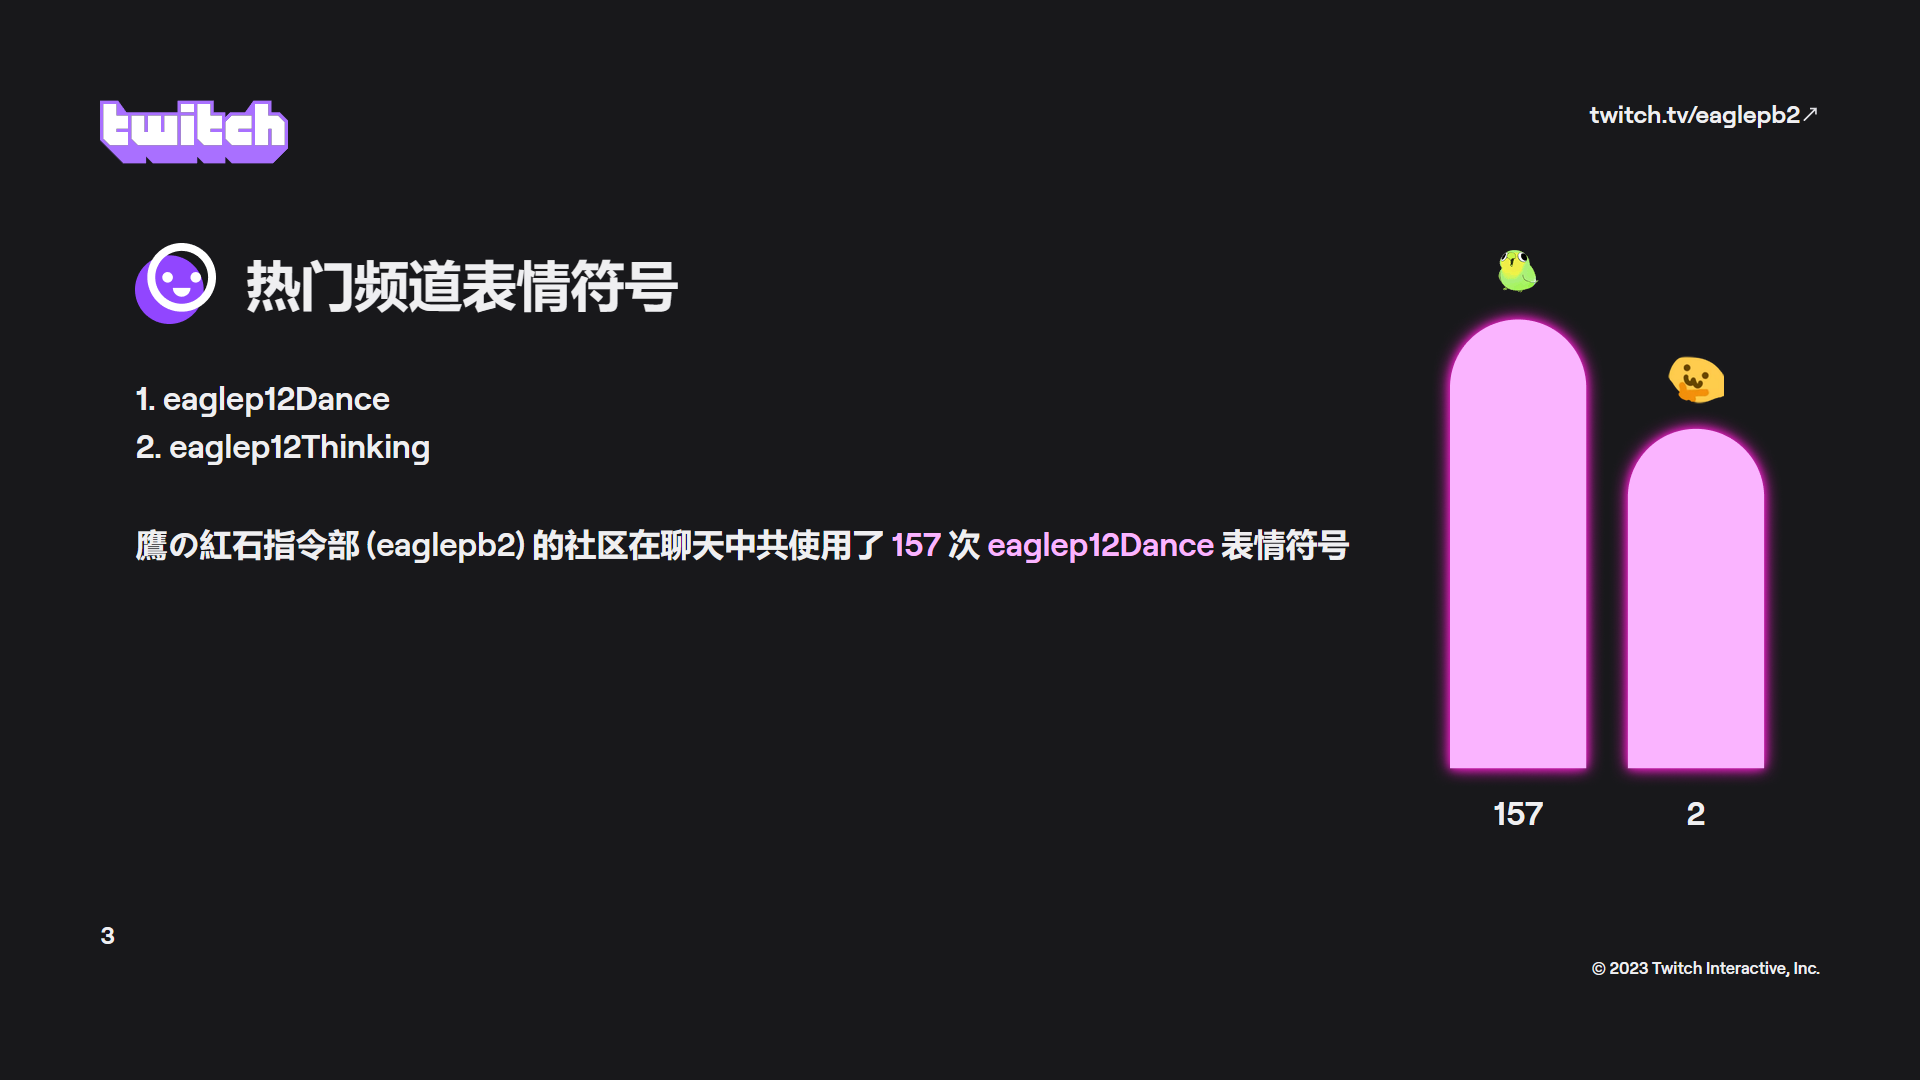 twitch
twitch.tv/eaglepb2↗
热门频道表情符号
1. eaglep12Dance
2. eaglep12Thinking
鷹の紅石指令部 (eaglepb2) 的社区在聊天中共使用了 157 次 eaglep12Dance 表情符号
157
2
3
© 2023 Twitch Interactive, Inc.